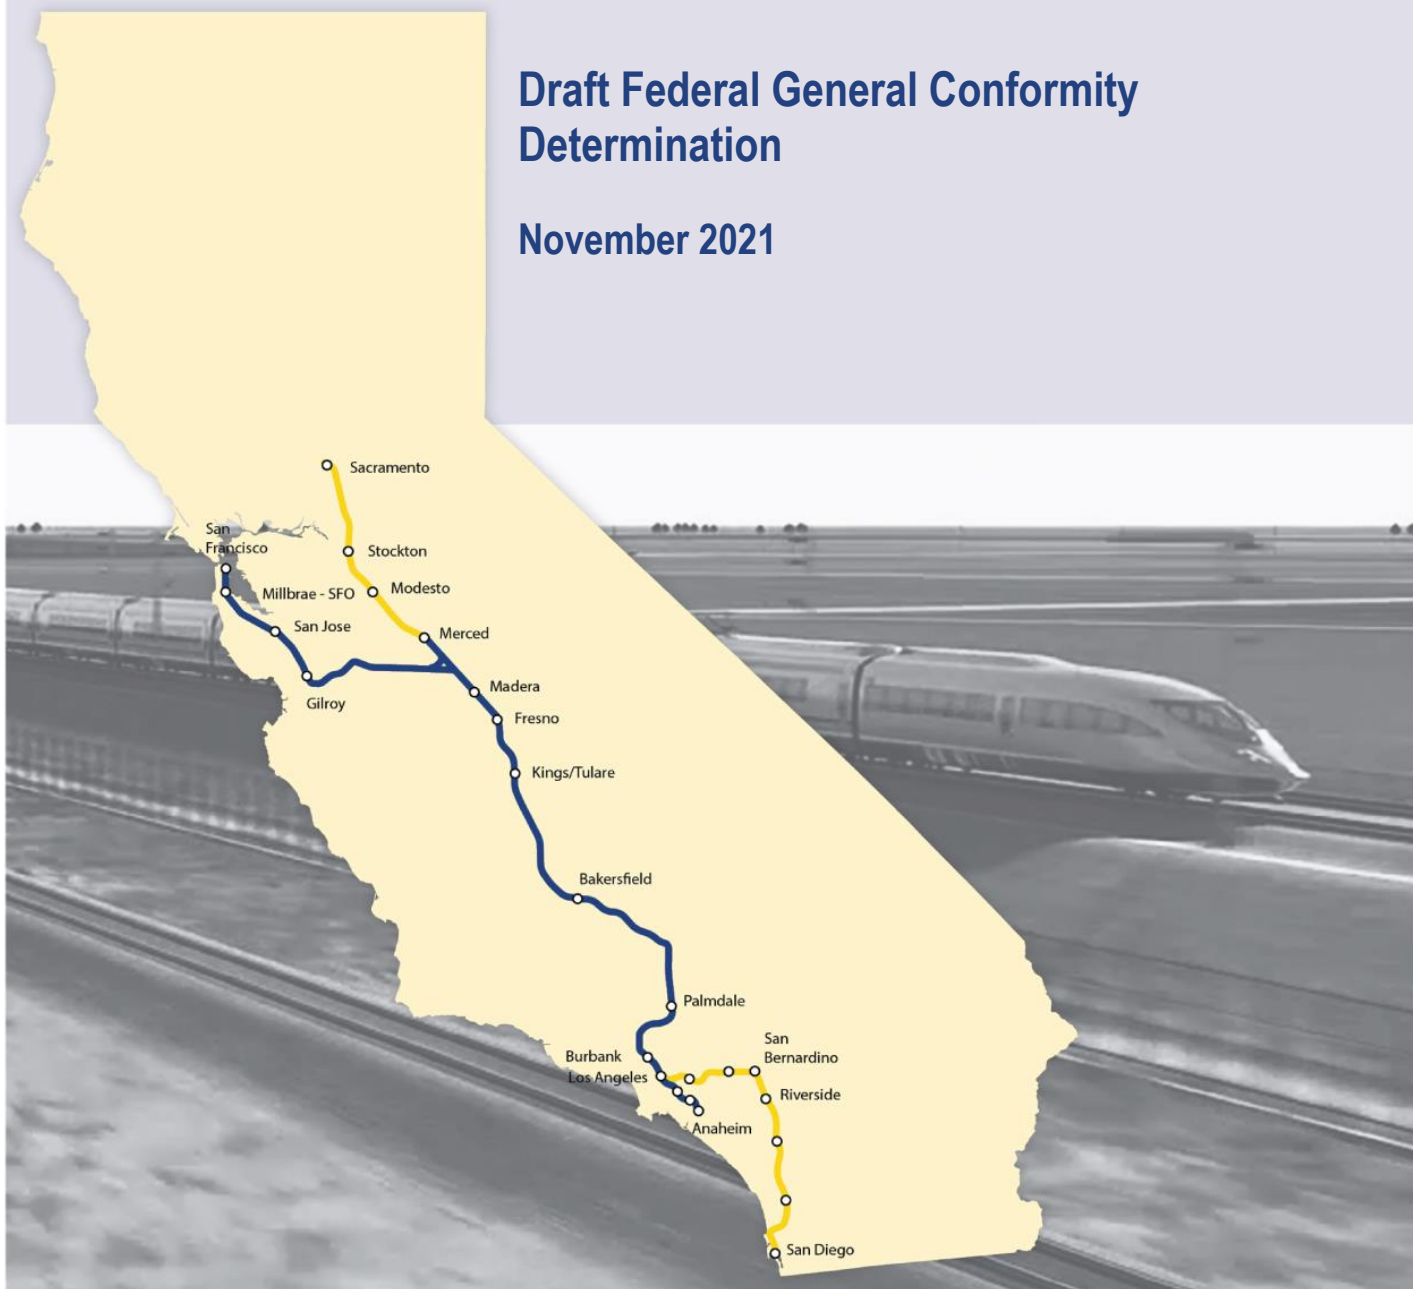 Draft Federal General Conformity
Determination
November 2021
Sacramento
San
Francisco
Stockton
Millbrae - SFO
Modesto
San Jose
Merced
Gilroy
Madera
Fresno
Kings/Tulare
Bakersfield
Palmdale
San
Bernardino
Burbank
Los Angeles
Riverside
Anaheim
San Diego